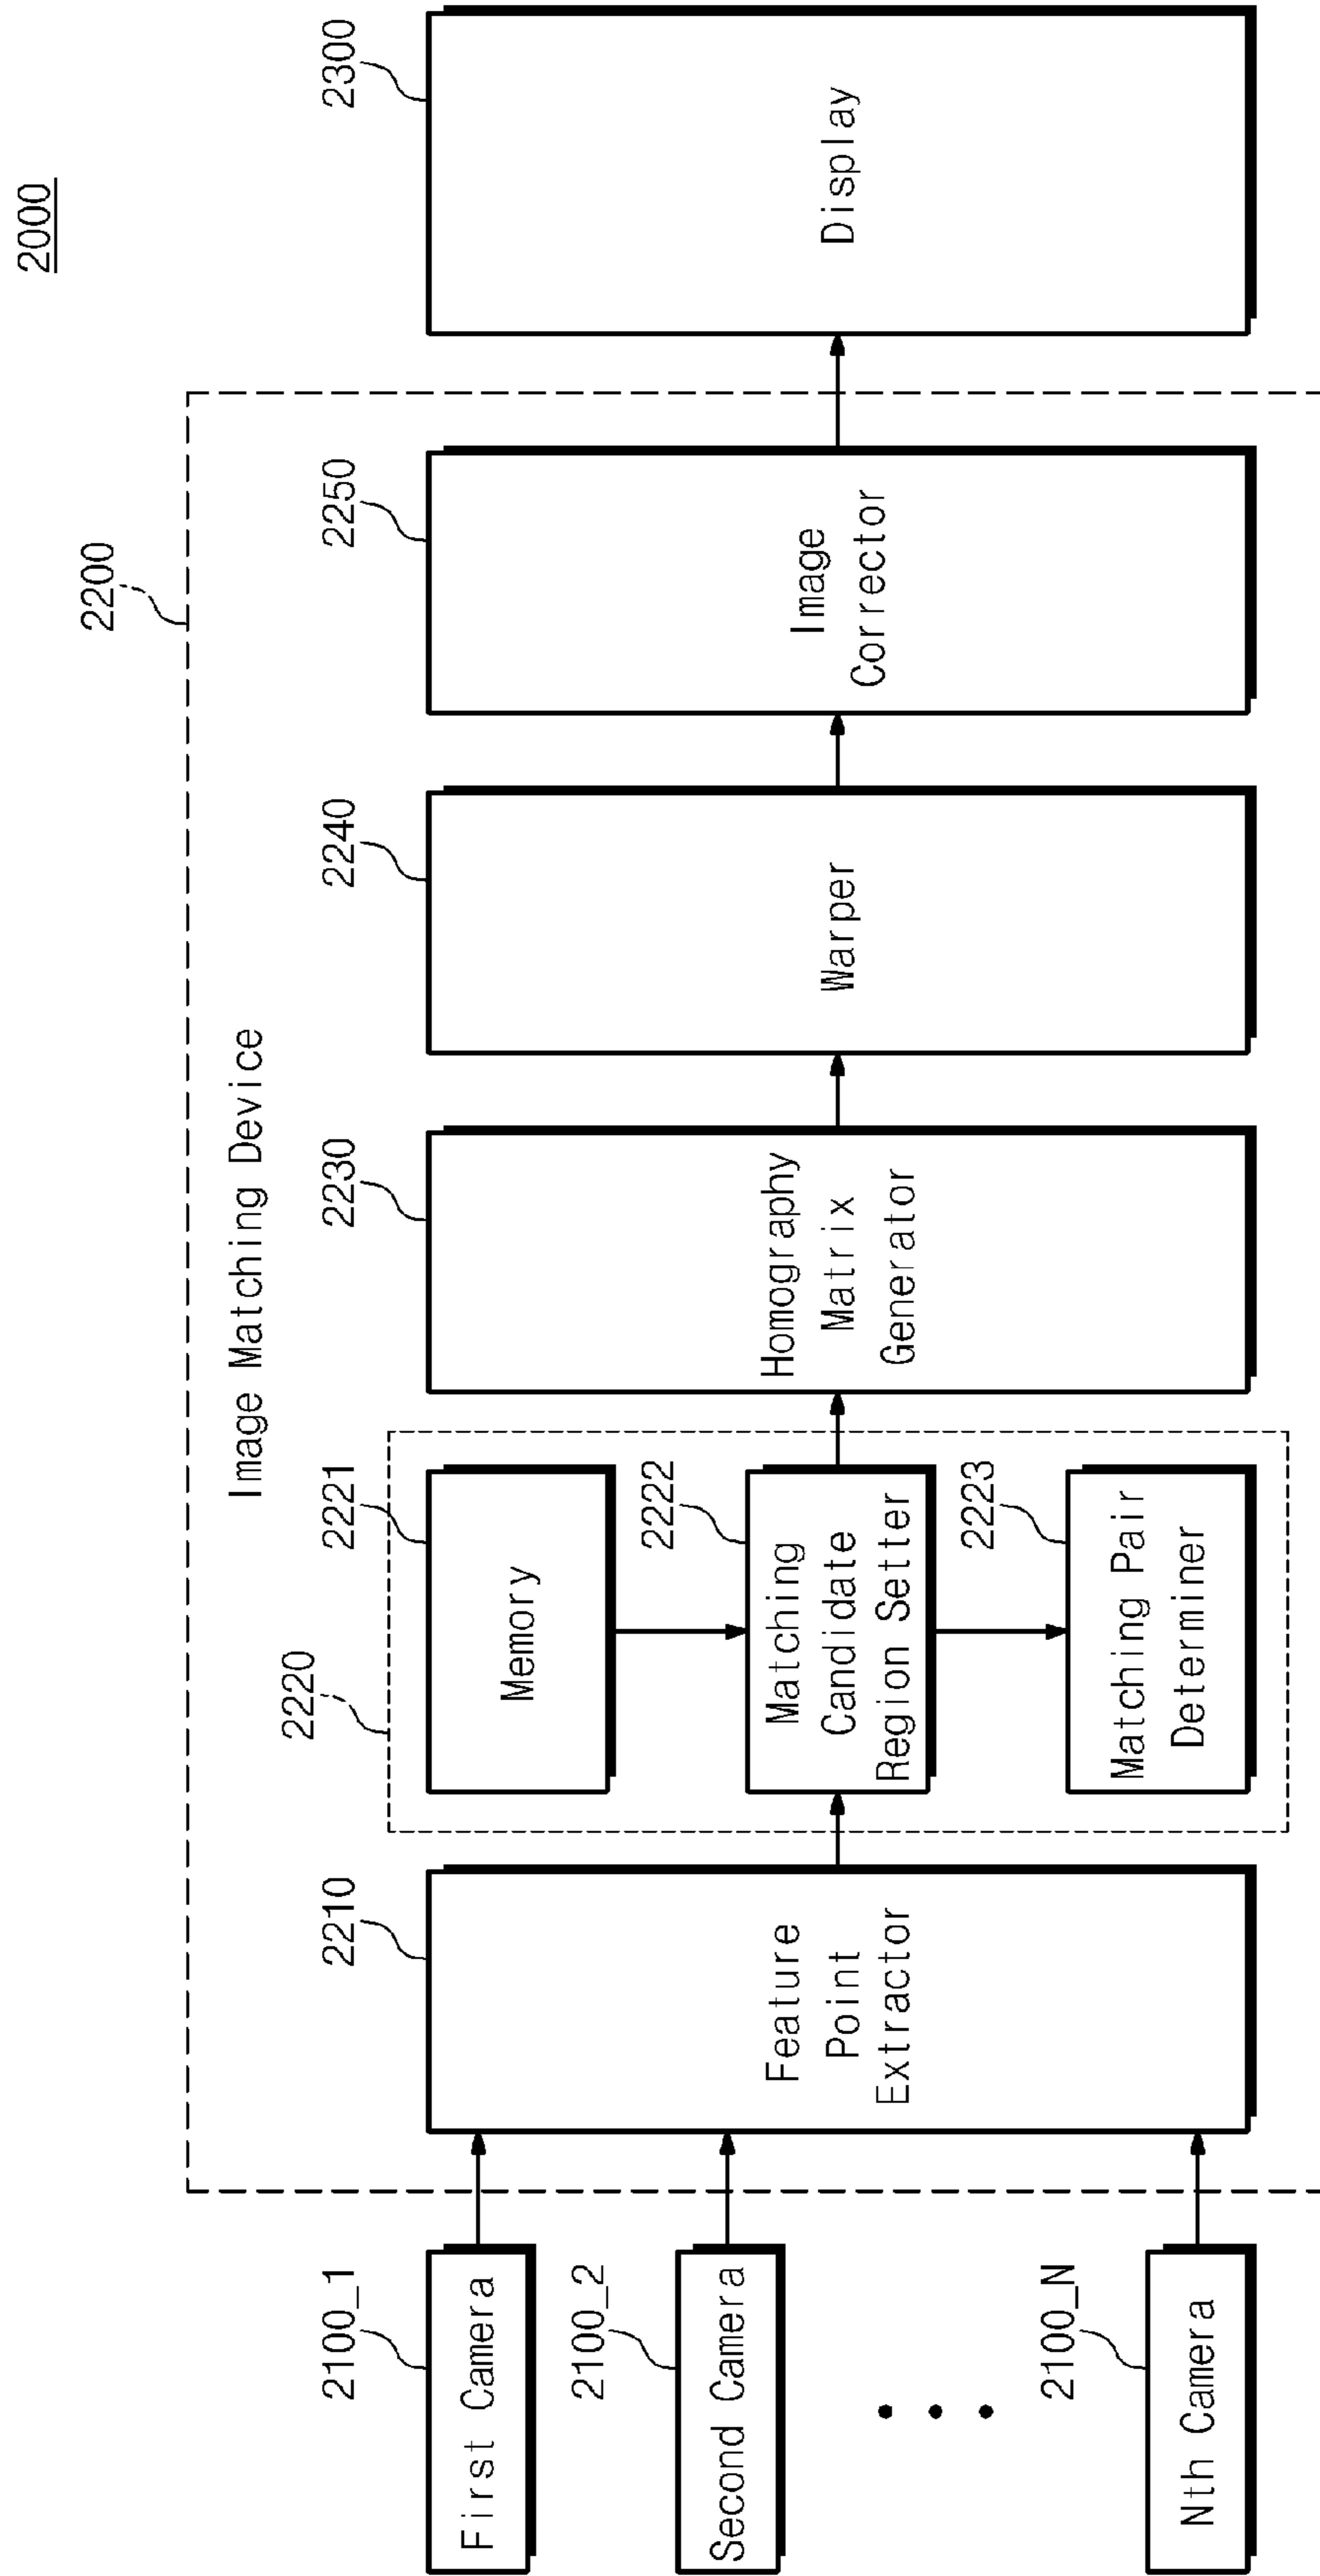 2000
2200
Image Matching Device
2100_1
First Camera
2100_2
Second Camera
2100_N
Nth Camera
2210
Feature
Point
Extractor
2220
2221
Memory
2222
Matching
Candidate
Region Setter
2223
Matching Pair
Determiner
2230
Homography
Matrix
Generator
2240
Warper
2250
Image
Corrector
2300
Display